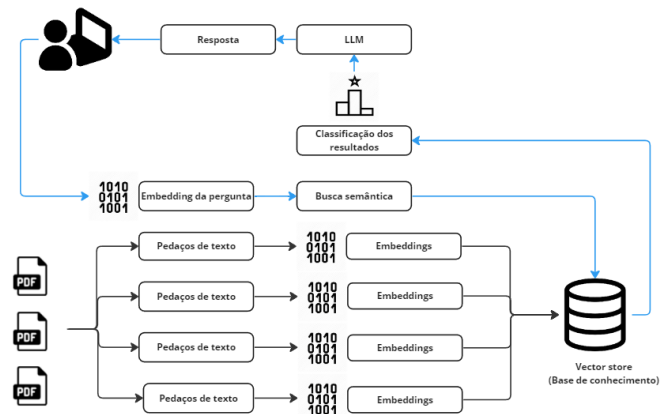 Resposta
LLM
Classificação dos
resultados
1010
0101
1001
Embedding da pergunta
Busca semântica
Pedaços de texto
1010
0101
1001
Embeddings
PDF
Pedaços de texto
1010
0101
1001
Embeddings
PDF
Pedaços de texto
1010
0101
1001
Embeddings
PDF
Pedaços de texto
1010
0101
1001
Embeddings
Vector store
(Base de conhecimento)